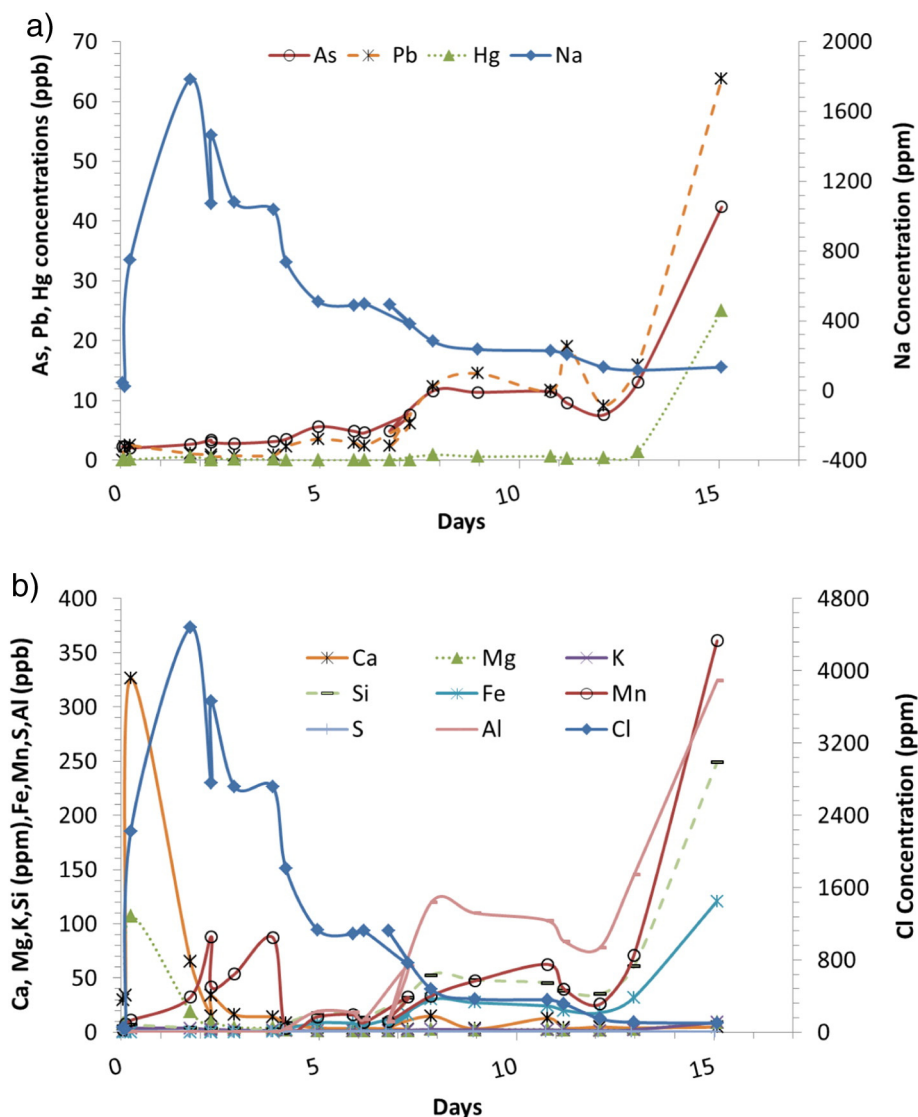 a)
As, Pb, Hg concentrations (ppb)
70
60
50
40
30
20
10
0
As Pb Hg Na
2000
1600
1200
800
400
0
-400
Na Concentration (ppm)
0 5 10 15
Days
b)
Ca, Mg,K,Si (ppm),Fe,Mn,S,Al (ppb)
400
350
300
250
200
150
100
50
0
Ca Mg K
Si Fe Mn
S Al Cl
4800
4000
3200
2400
1600
800
0
Cl Concentration (ppm)
0 5 10 15
Days